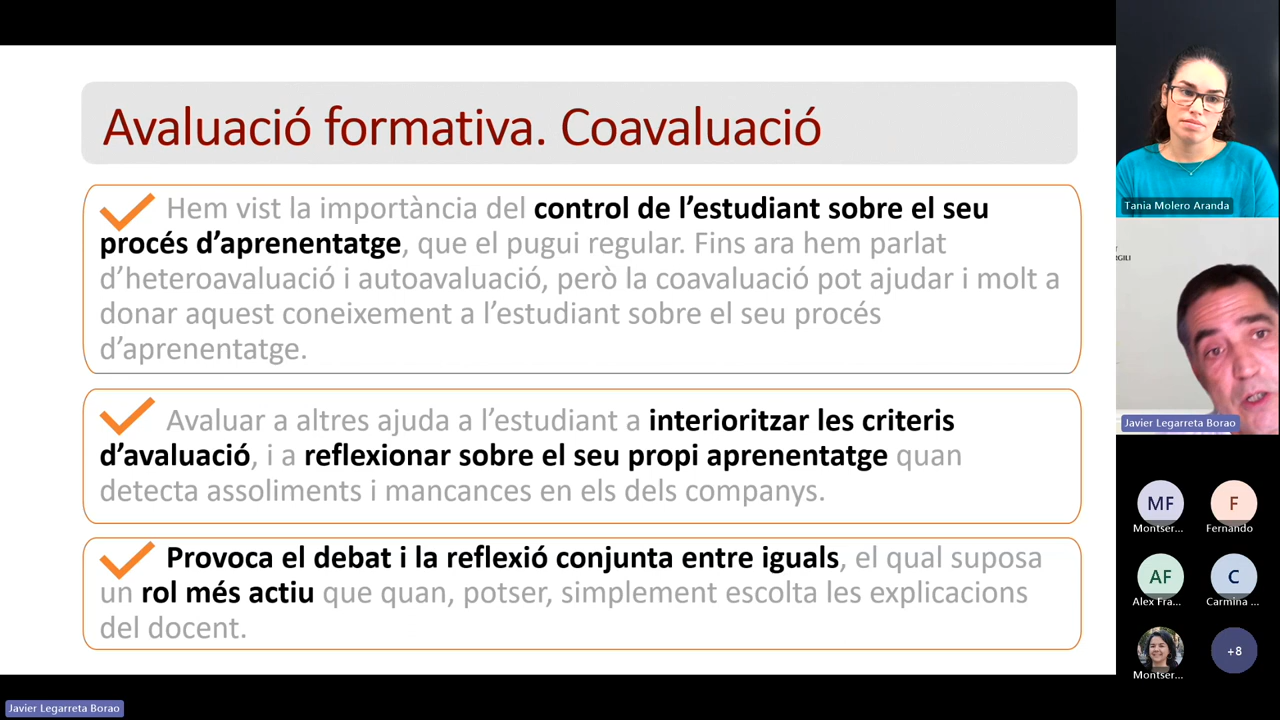 Avaluació formativa. Coavaluació
Hem vist la importància del control de l'estudiant sobre el seu
procés d'aprenentatge, que el pugui regular. Fins ara hem parlat
d'heteroavaluació i autoavaluació, però la coavaluació pot ajudar i molt a
donar aquest coneixement a l'estudiant sobre el seu procés
d'aprenentatge.
Avaluar a altres ajuda a l'estudiant a interioritzar les criteris
d'avaluació, i a reflexionar sobre el seu propi aprenentatge quan
detecta assoliments i mancances en els dels companys.
Provoca el debat i la reflexió conjunta entre iguals, el qual suposa
un rol més actiu que quan, potser, simplement escolta les explicacions
del docent.
Tania Molero Aranda
Javier Legarreta Borao
MF
F
Montser...
Fernando
AF
C
Alex Fra...
Carmina ...
+8
Montser...
Javier Legarreta Borao